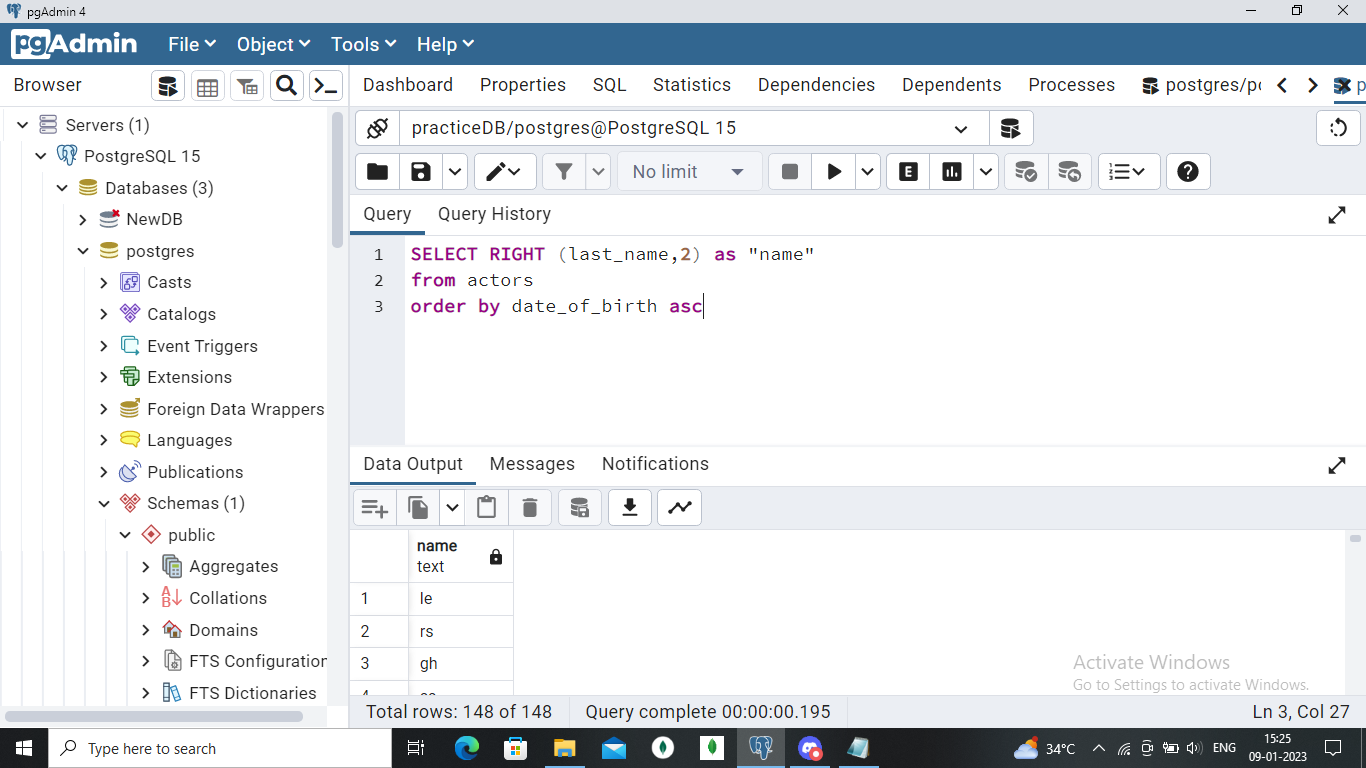 pgAdmin 4
pgAdmin File Object Tools Help
Browser
Dashboard Properties SQL Statistics Dependencies Dependents Processes postgres/po
Servers (1)
PostgreSQL 15
Databases (3)
NewDB
postgres
Casts
Catalogs
Event Triggers
Extensions
Foreign Data Wrappers
Languages
Publications
Schemas (1)
public
Aggregates
Collations
Domains
FTS Configuration
FTS Dictionaries
practiceDB/postgres@PostgreSQL 15
No limit
E
Query Query History
1 SELECT RIGHT (last_name,2) as "name"
2 from actors
3 order by date_of_birth asc
Data Output Messages Notifications
name
text
1 le
2 rs
3 gh
4
Activate Windows
Go to Settings to activate Windows.
Total rows: 148 of 148 Query complete 00:00:00.195 Ln 3, Col 27
Type here to search
34°C
ENG
15:25
09-01-2023